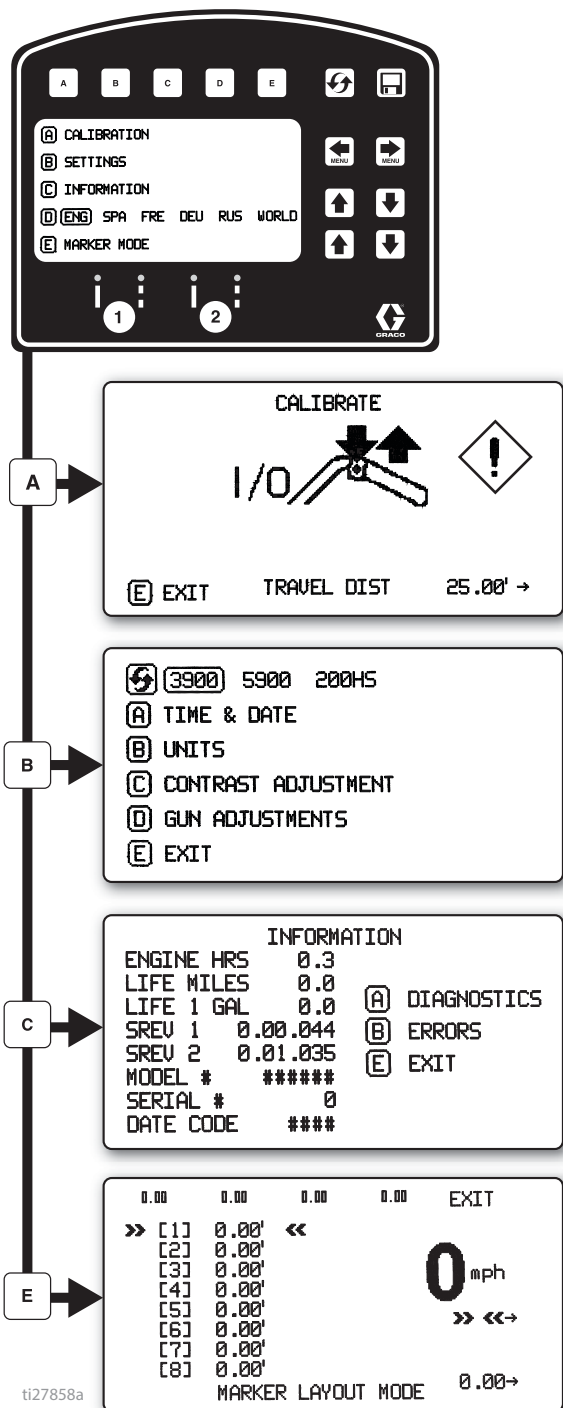 A B C D E
MENU MENU
A CALIBRATION
B SETTINGS
C INFORMATION
D ENG SPA FRE DEU RUS WORLD
E MARKER MODE
1 2
GRACO
A
CALIBRATE
I/O
!
E EXIT TRAVEL DIST 25.00' →
B
3900 5900 200HS
A TIME & DATE
B UNITS
C CONTRAST ADJUSTMENT
D GUN ADJUSTMENTS
E EXIT
C
INFORMATION
ENGINE HRS 0.3
LIFE MILES 0.0
LIFE 1 GAL 0.0
SREV 1 0.00.044
SREV 2 0.01.035
MODEL # ######
SERIAL # 0
DATE CODE ####
A DIAGNOSTICS
B ERRORS
E EXIT
E
0.00 0.00 0.00 0.00 EXIT
» [1] 0.00' «
[2] 0.00'
[3] 0.00'
[4] 0.00'
[5] 0.00'
[6] 0.00'
[7] 0.00'
[8] 0.00'
0 mph
» «→
0.00→
MARKER LAYOUT MODE
ti27858a